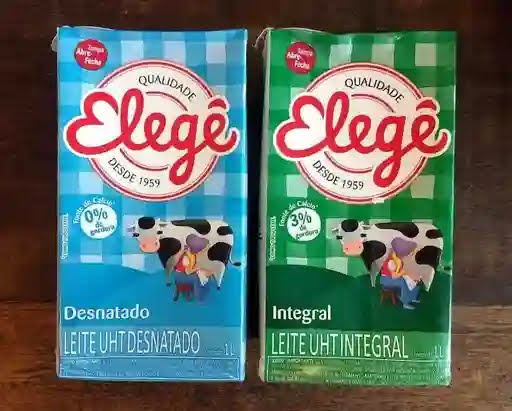 Tampa
Abre-
Fecha
QUALIDADE
Elegê
DESDE 1959
Fonte de Cálcio
0%
de
gordura
Desnatado
LEITE UHT DESNATADO
1L
Tampa
Abre-
Fecha
QUALIDADE
Elegê
DESDE 1959
Fonte de Cálcio
3%
de
gordura
Integral
LEITE UHT INTEGRAL
1L